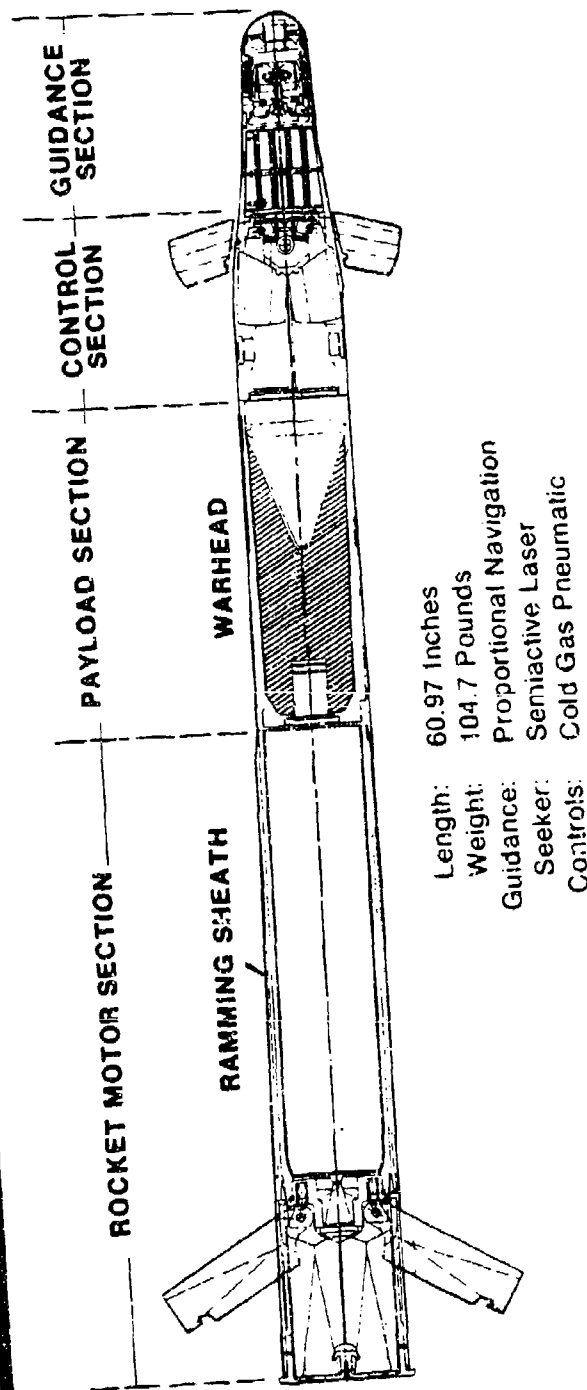 ROCKET MOTOR SECTION
PAYLOAD SECTION
CONTROL
SECTION
GUIDANCE
SECTION
RAMMING SHEATH
WARHEAD
Length: 60.97 Inches
Weight: 104.7 Pounds
Guidance: Proportional Navigation
Seeker: Semiactive Laser
Controls: Cold Gas Pneumatic